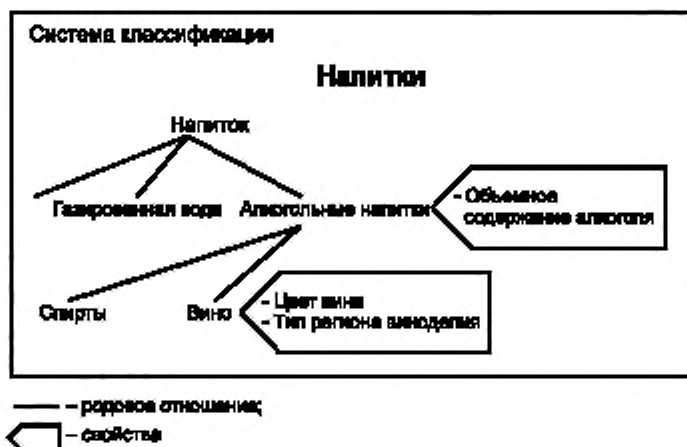 Система классификации
Напитки
Напиток
Газированная вода
Алкогольные напитки
- Объемное
содержание алкоголя
Спирты
Вино
- Цвет вина
- Тип региона виноделия
– родовое отношение;
– свойства